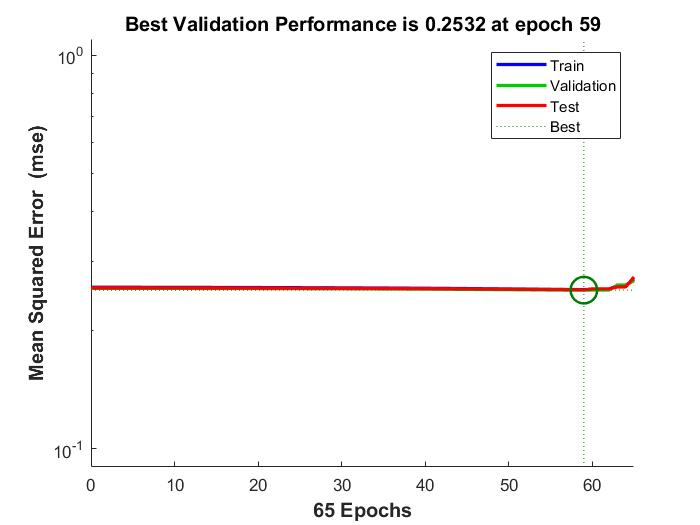 Best Validation Performance is 0.2532 at epoch 59
10^0
Train
Validation
Test
Best
Mean Squared Error (mse)
10^-1
0 10 20 30 40 50 60
65 Epochs